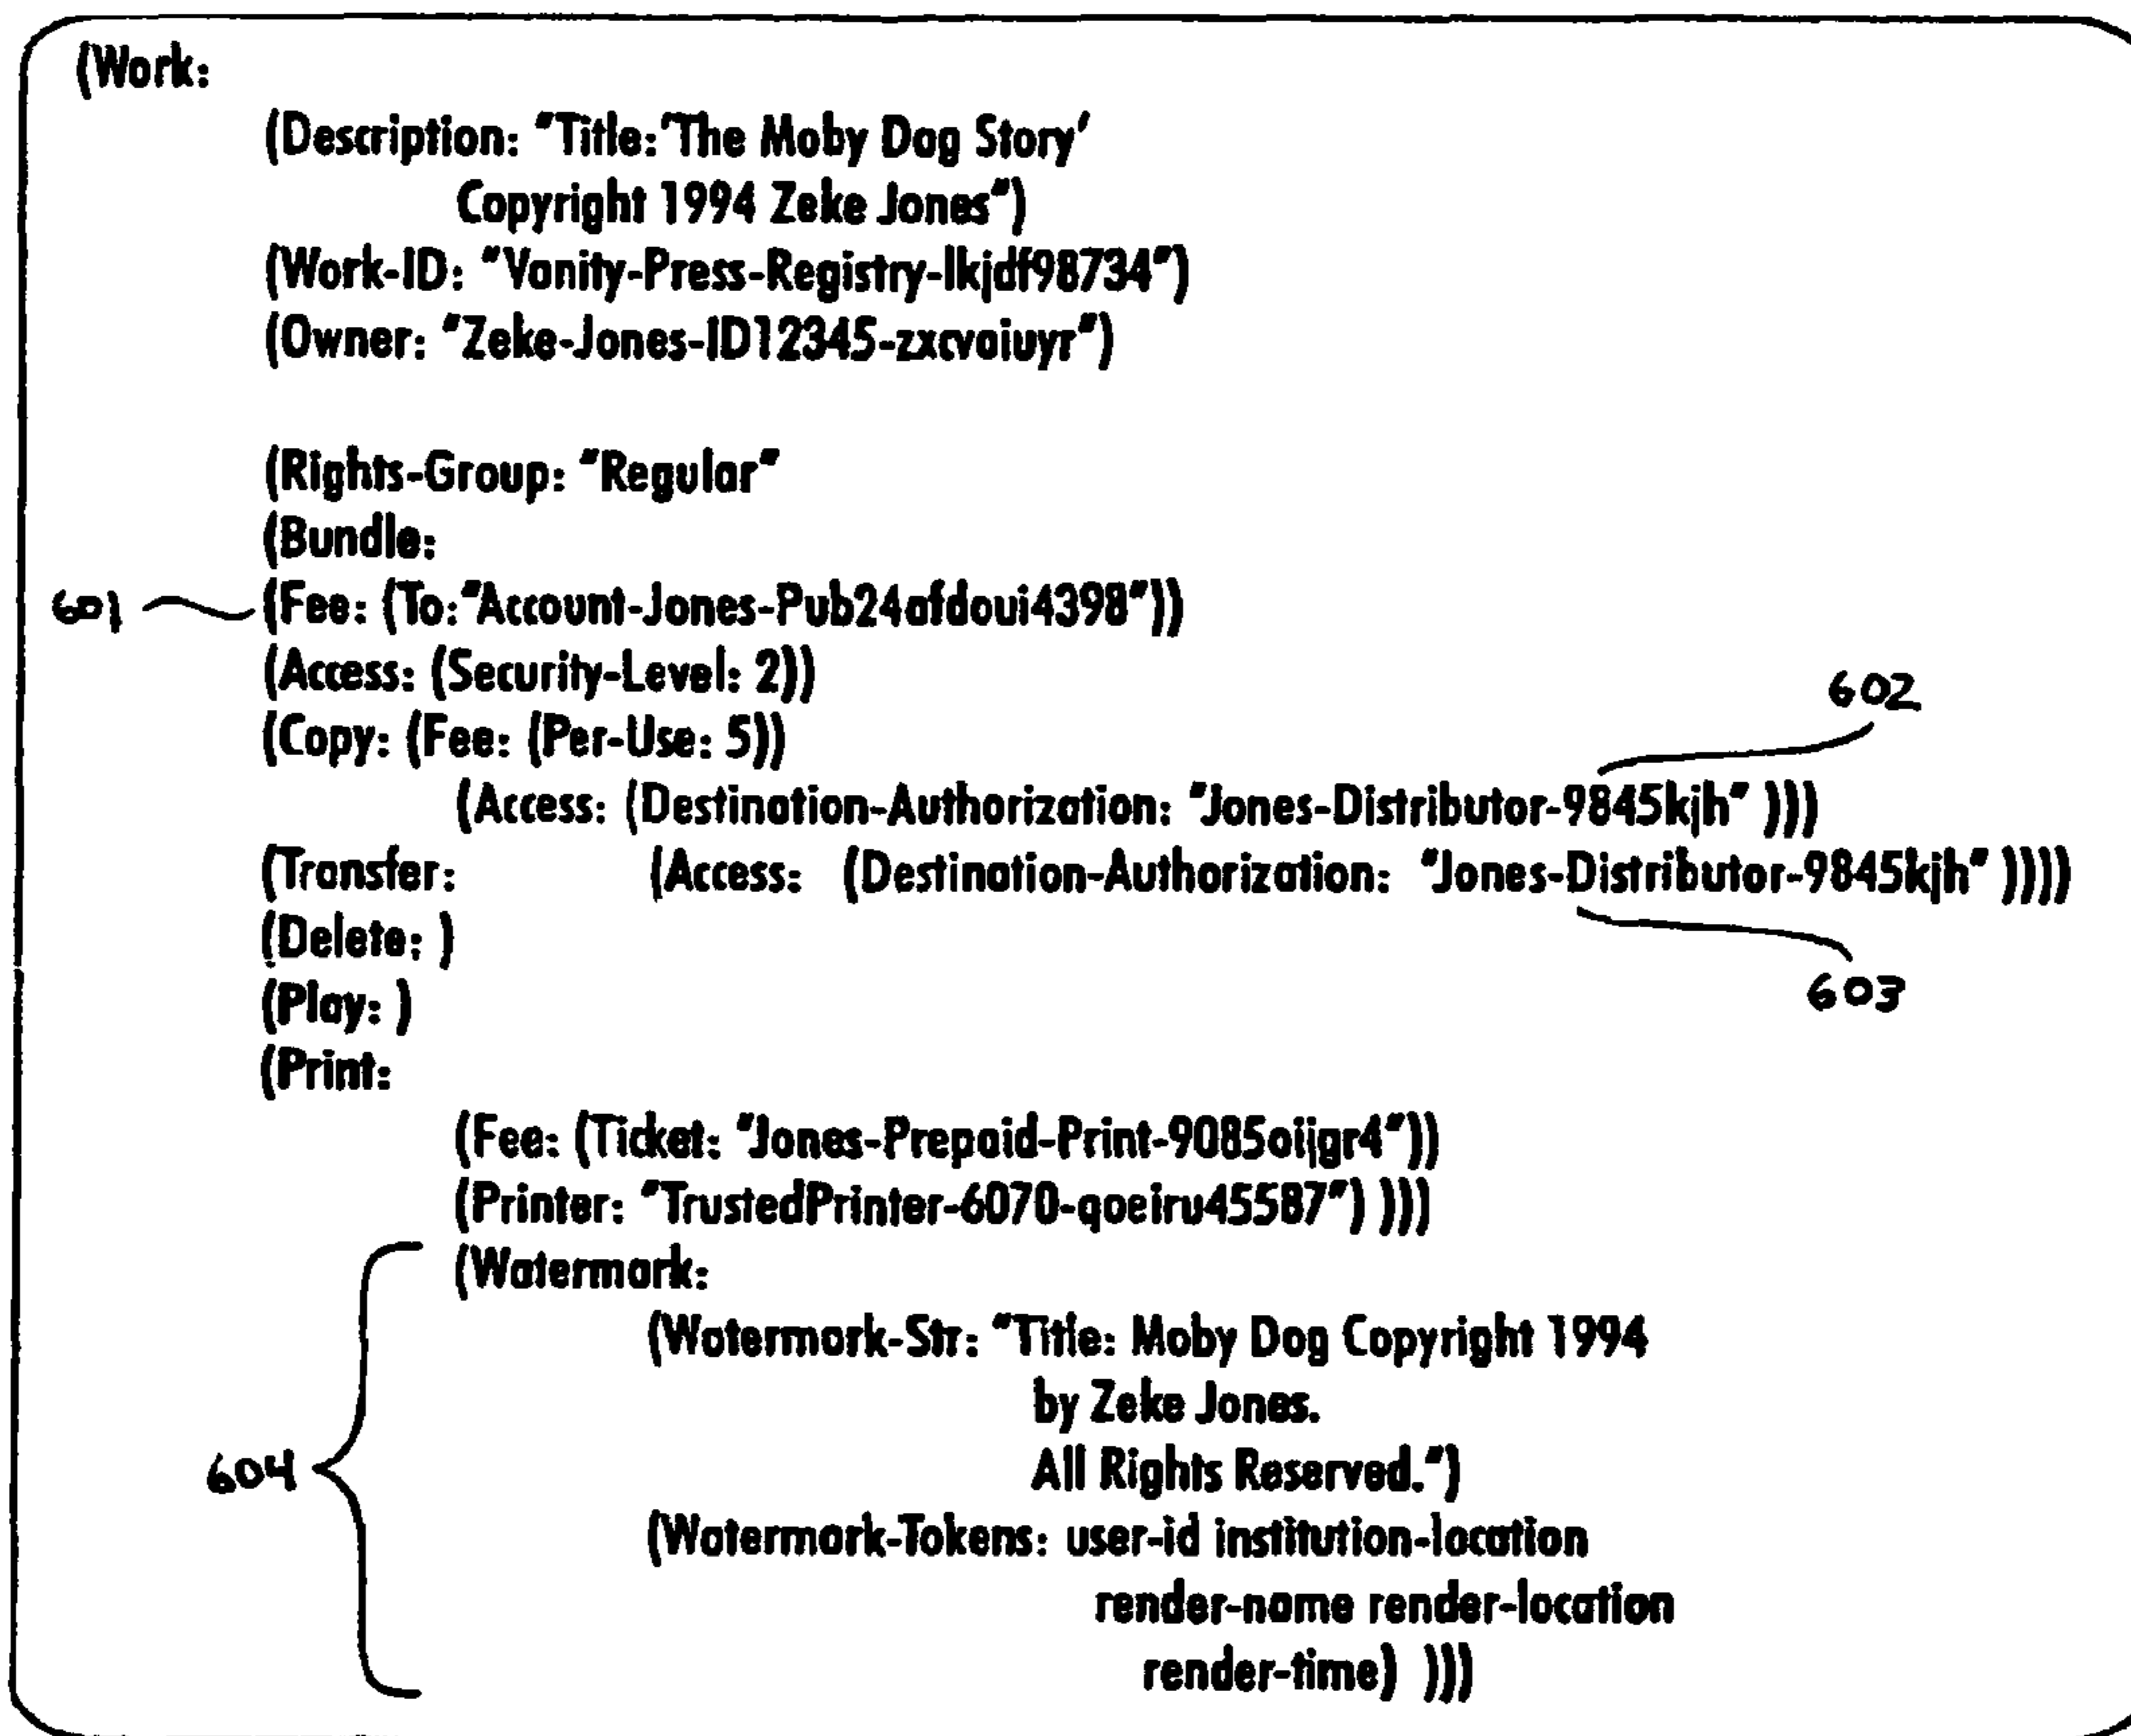 (Work:
(Description: "Title: 'The Moby Dog Story'
Copyright 1994 Zeke Jones")
(Work-ID: "Vanity-Press-Registry-lkjdf98734")
(Owner: "Zeke-Jones-ID12345-zxcvaiuyr")
(Rights-Group: "Regular"
(Bundle:
601 (Fee: (To: "Account-Jones-Pub24afdoui4398"))
(Access: (Security-Level: 2))
(Copy: (Fee: (Per-Use: 5))
602
(Access: (Destination-Authorization: "Jones-Distributor-9845kjh" )))
(Transfer: (Access: (Destination-Authorization: "Jones-Distributor-9845kjh" ))))
(Delete: )
(Play: )
603
(Print:
(Fee: (Ticket: "Jones-Prepaid-Print-9085oijgr4"))
(Printer: "TrustedPrinter-6070-qoeiru45587") )))
(Watermark:
(Watermark-Str: "Title: Moby Dog Copyright 1994
by Zeke Jones.
604 All Rights Reserved.")
(Watermark-Tokens: user-id institution-location
render-name render-location
render-time) )))